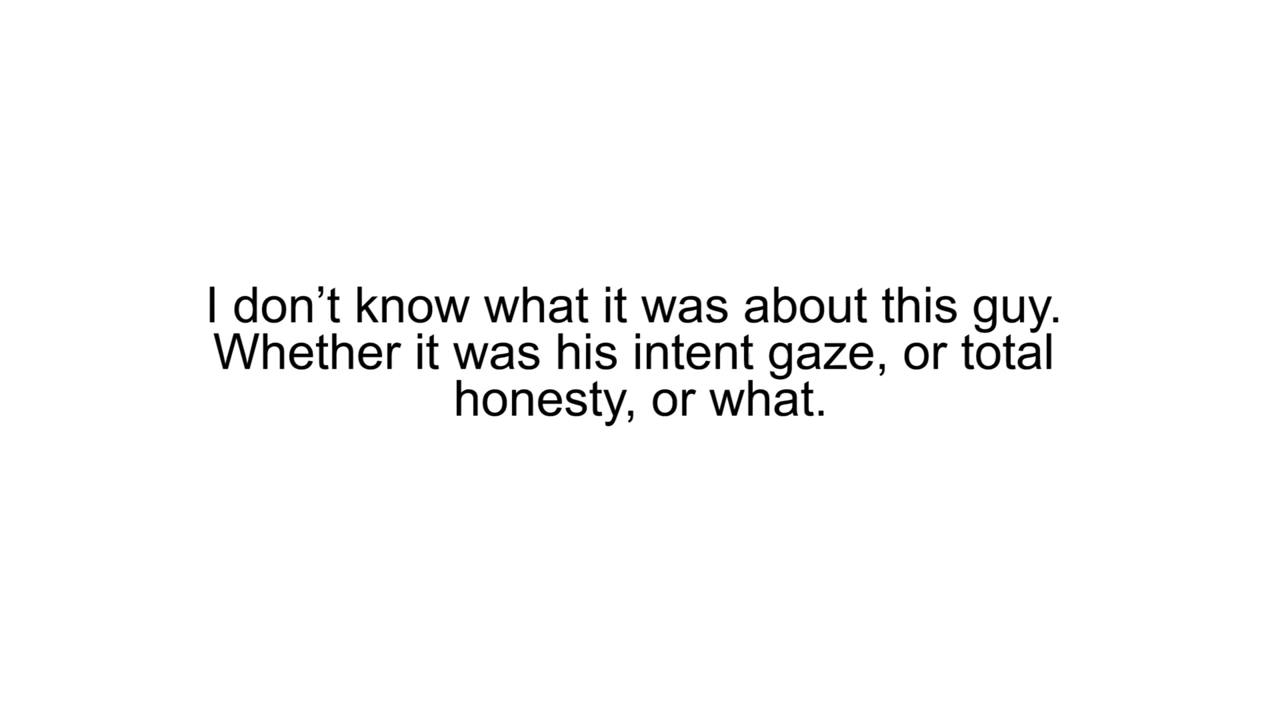 I don’t know what it was about this guy.
Whether it was his intent gaze, or total
honesty, or what.